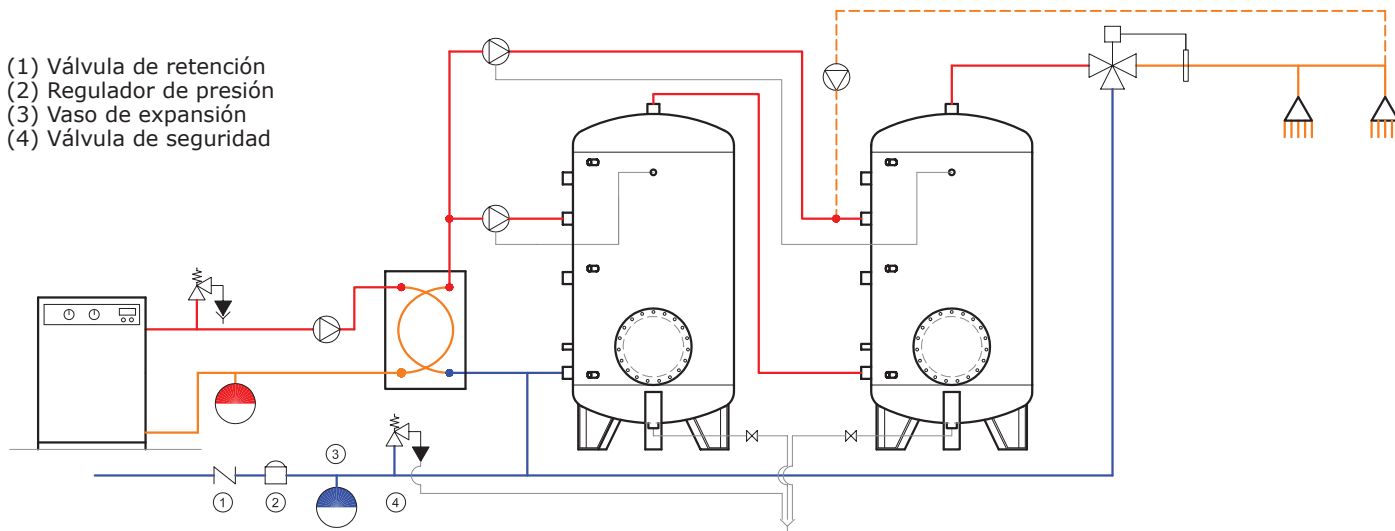 (1) Válvula de retención
(2) Regulador de presión
(3) Vaso de expansión
(4) Válvula de seguridad
3
1
2
4